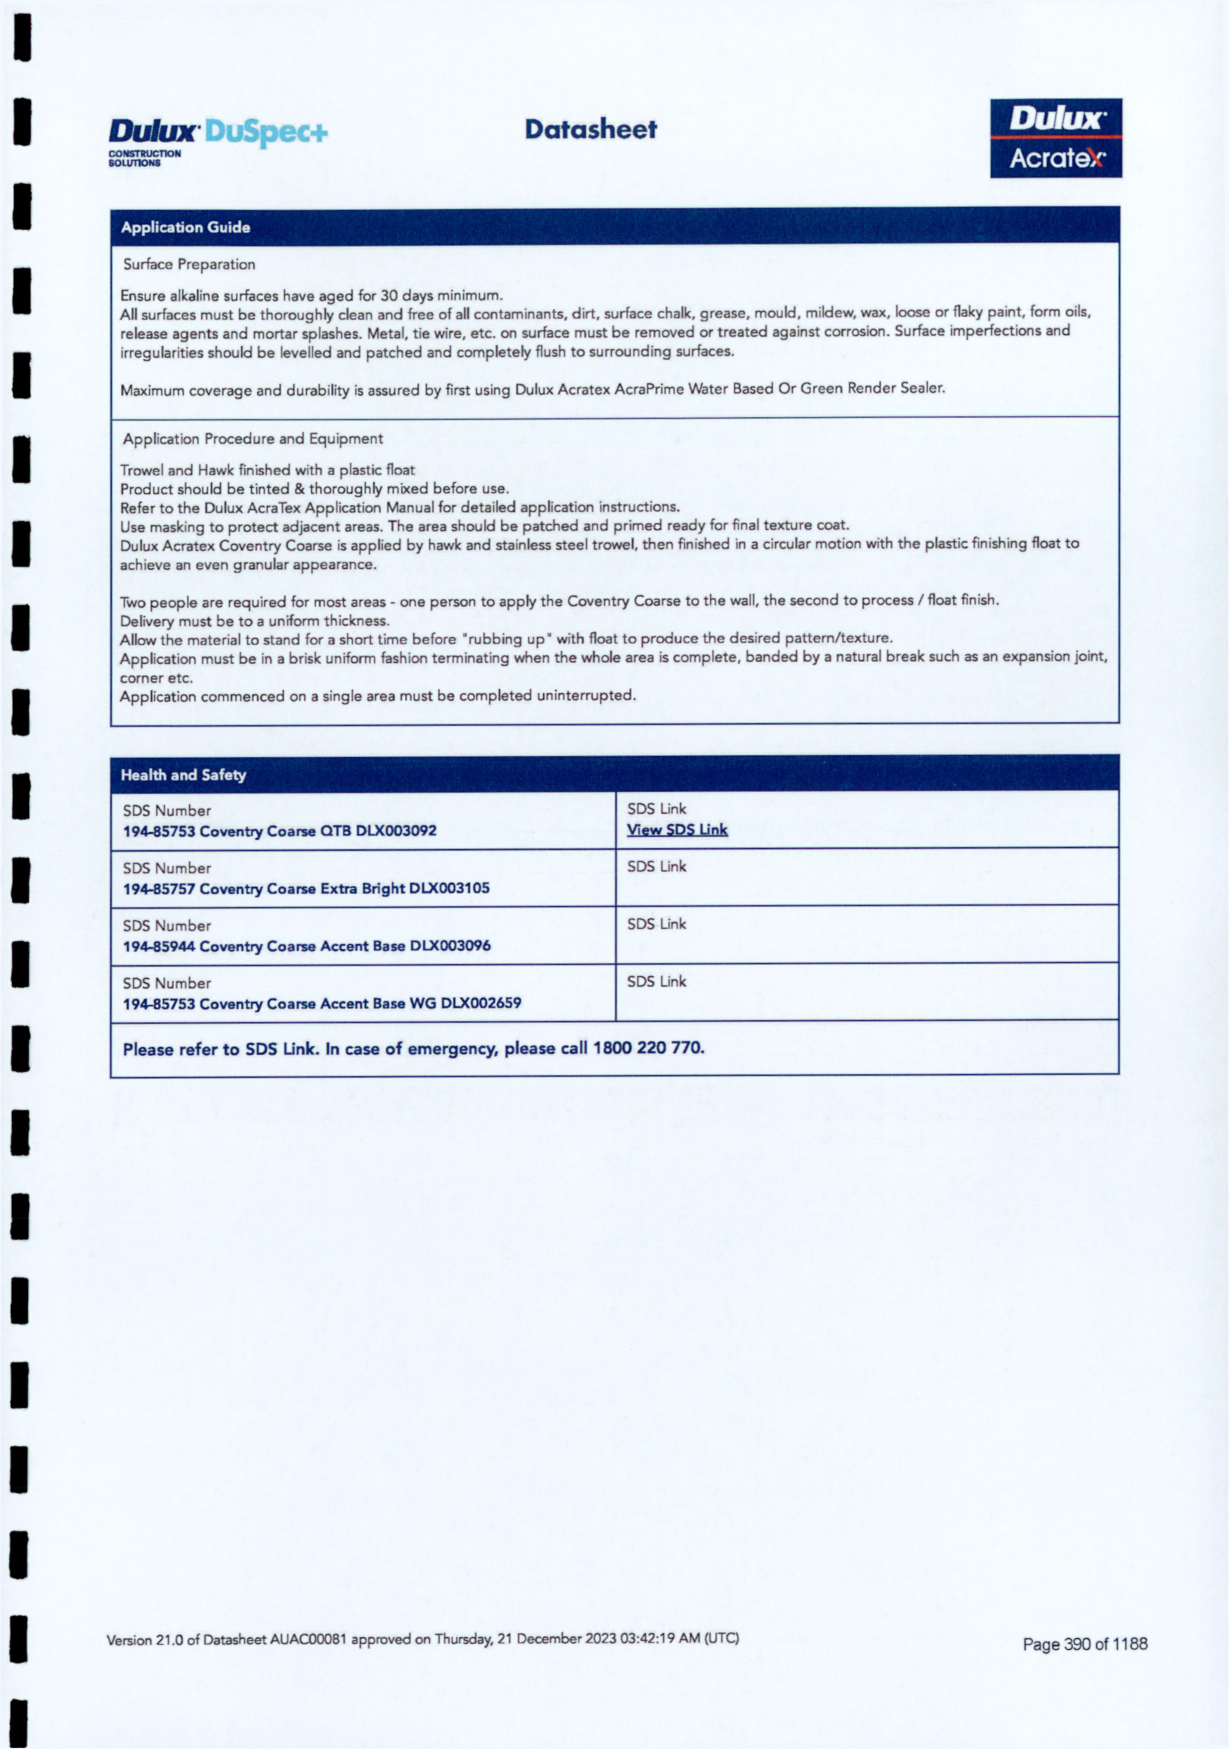 Dulux DuSpec+
CONSTRUCTION
SOLUTIONS
Datasheet
Dulux
AcrateX
Application Guide
Surface Preparation
Ensure alkaline surfaces have aged for 30 days minimum.
All surfaces must be thoroughly clean and free of all contaminants, dirt, surface chalk, grease, mould, mildew, wax, loose or flaky paint, form oils,
release agents and mortar splashes. Metal, tie wire, etc. on surface must be removed or treated against corrosion. Surface imperfections and
irregularities should be levelled and patched and completely flush to surrounding surfaces.
Maximum coverage and durability is assured by first using Dulux Acratex AcraPrime Water Based Or Green Render Sealer.
Application Procedure and Equipment
Trowel and Hawk finished with a plastic float
Product should be tinted & thoroughly mixed before use.
Refer to the Dulux AcraTex Application Manual for detailed application instructions.
Use masking to protect adjacent areas. The area should be patched and primed ready for final texture coat.
Dulux Acratex Coventry Coarse is applied by hawk and stainless steel trowel, then finished in a circular motion with the plastic finishing float to
achieve an even granular appearance.
Two people are required for most areas - one person to apply the Coventry Coarse to the wall, the second to process / float finish.
Delivery must be to a uniform thickness.
Allow the material to stand for a short time before "rubbing up" with float to produce the desired pattern/texture.
Application must be in a brisk uniform fashion terminating when the whole area is complete, banded by a natural break such as an expansion joint,
corner etc.
Application commenced on a single area must be completed uninterrupted.
Health and Safety
SDS Number
194-85753 Coventry Coarse QTB DLX003092
SDS Link
View SDS Link
SDS Number
194-85757 Coventry Coarse Extra Bright DLX003105
SDS Link
SDS Number
194-85944 Coventry Coarse Accent Base DLX003096
SDS Link
SDS Number
194-85753 Coventry Coarse Accent Base WG DLX002659
SDS Link
Please refer to SDS Link. In case of emergency, please call 1800 220 770.
Version 21.0 of Datasheet AUAC00081 approved on Thursday, 21 December 2023 03:42:19 AM (UTC)
Page 390 of 1188